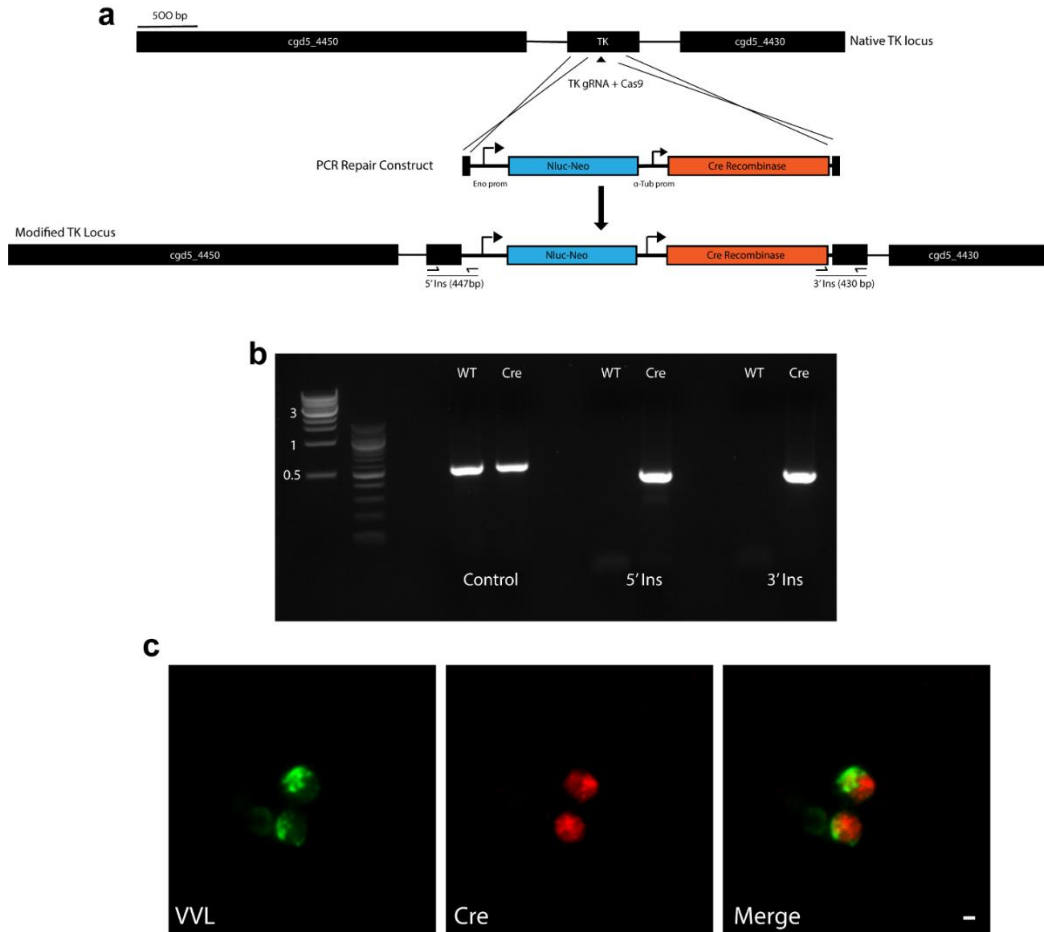 a
500 bp
cgd5_4450 TK cgd5_4430 Native TK locus
TK gRNA + Cas9
PCR Repair Construct Nluc-Neo Cre Recombinase
Eno prom α-Tub prom
Modified TK Locus
cgd5_4450 Nluc-Neo Cre Recombinase cgd5_4430
5' Ins (447bp) 3' Ins (430 bp)
b
WT Cre WT Cre WT Cre
3
1
0.5
Control 5' Ins 3' Ins
c
VVL Cre Merge